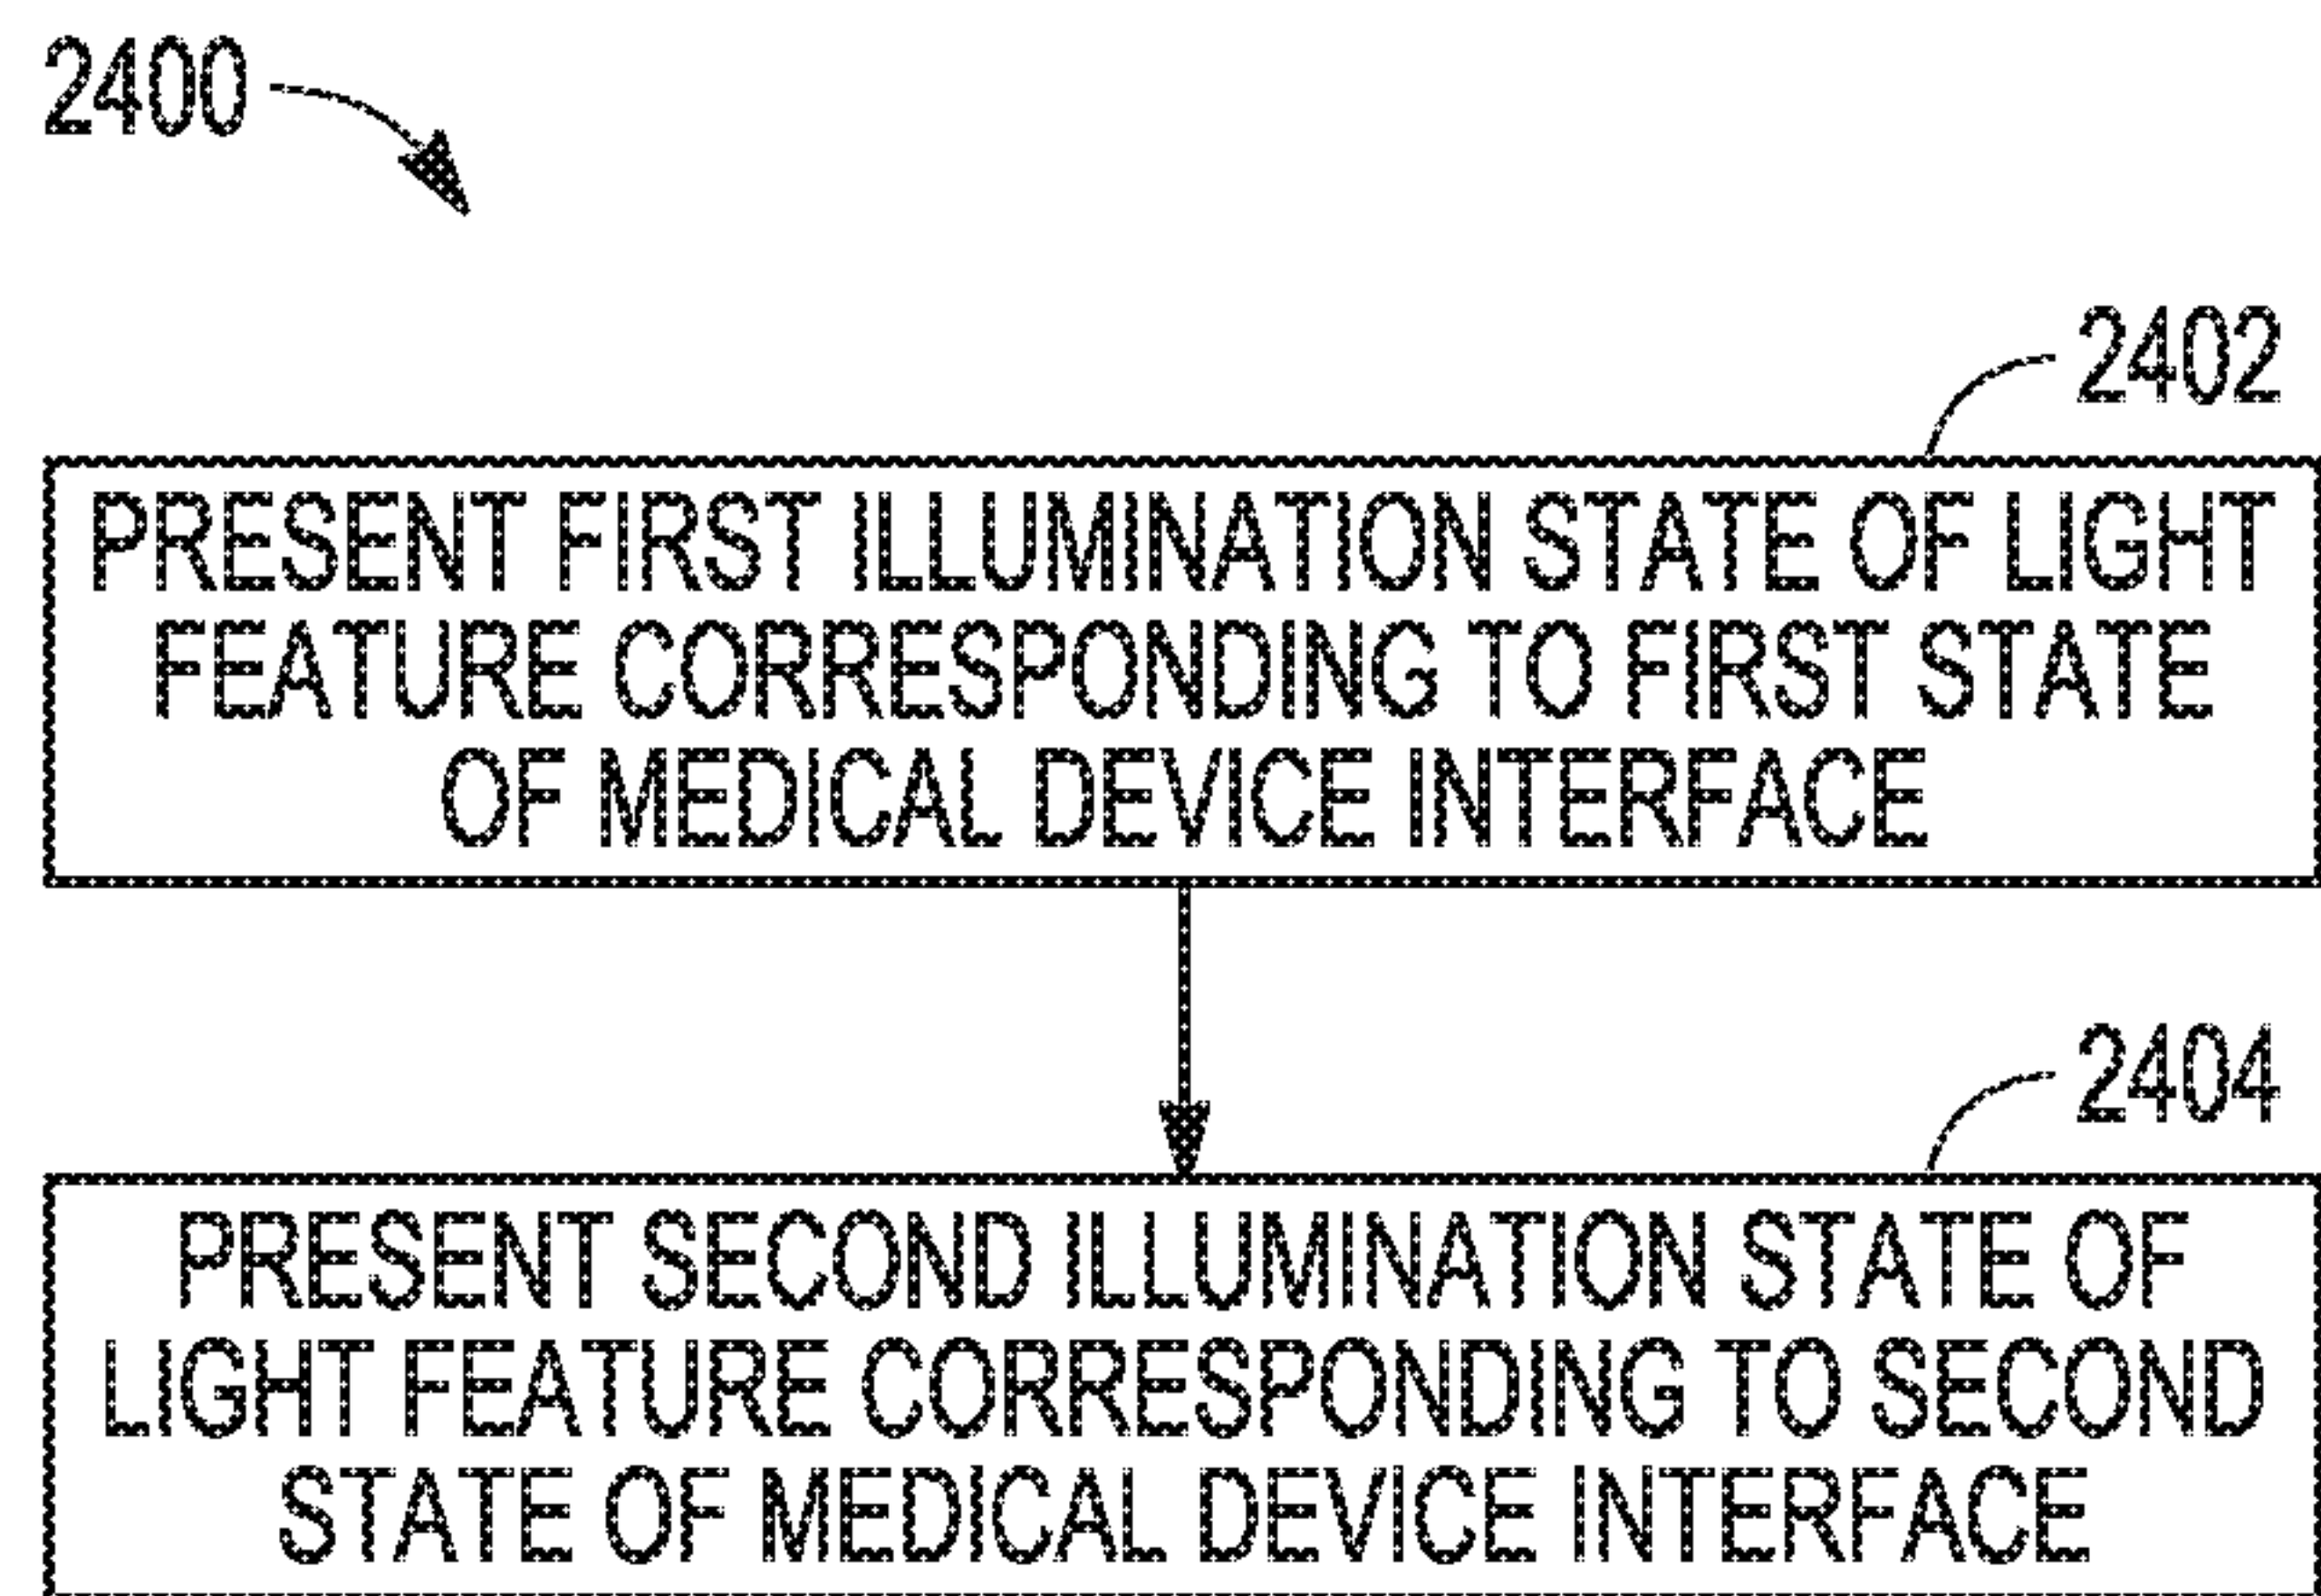 2400
2402
PRESENT FIRST ILLUMINATION STATE OF LIGHT
FEATURE CORRESPONDING TO FIRST STATE
OF MEDICAL DEVICE INTERFACE
2404
PRESENT SECOND ILLUMINATION STATE OF
LIGHT FEATURE CORRESPONDING TO SECOND
STATE OF MEDICAL DEVICE INTERFACE